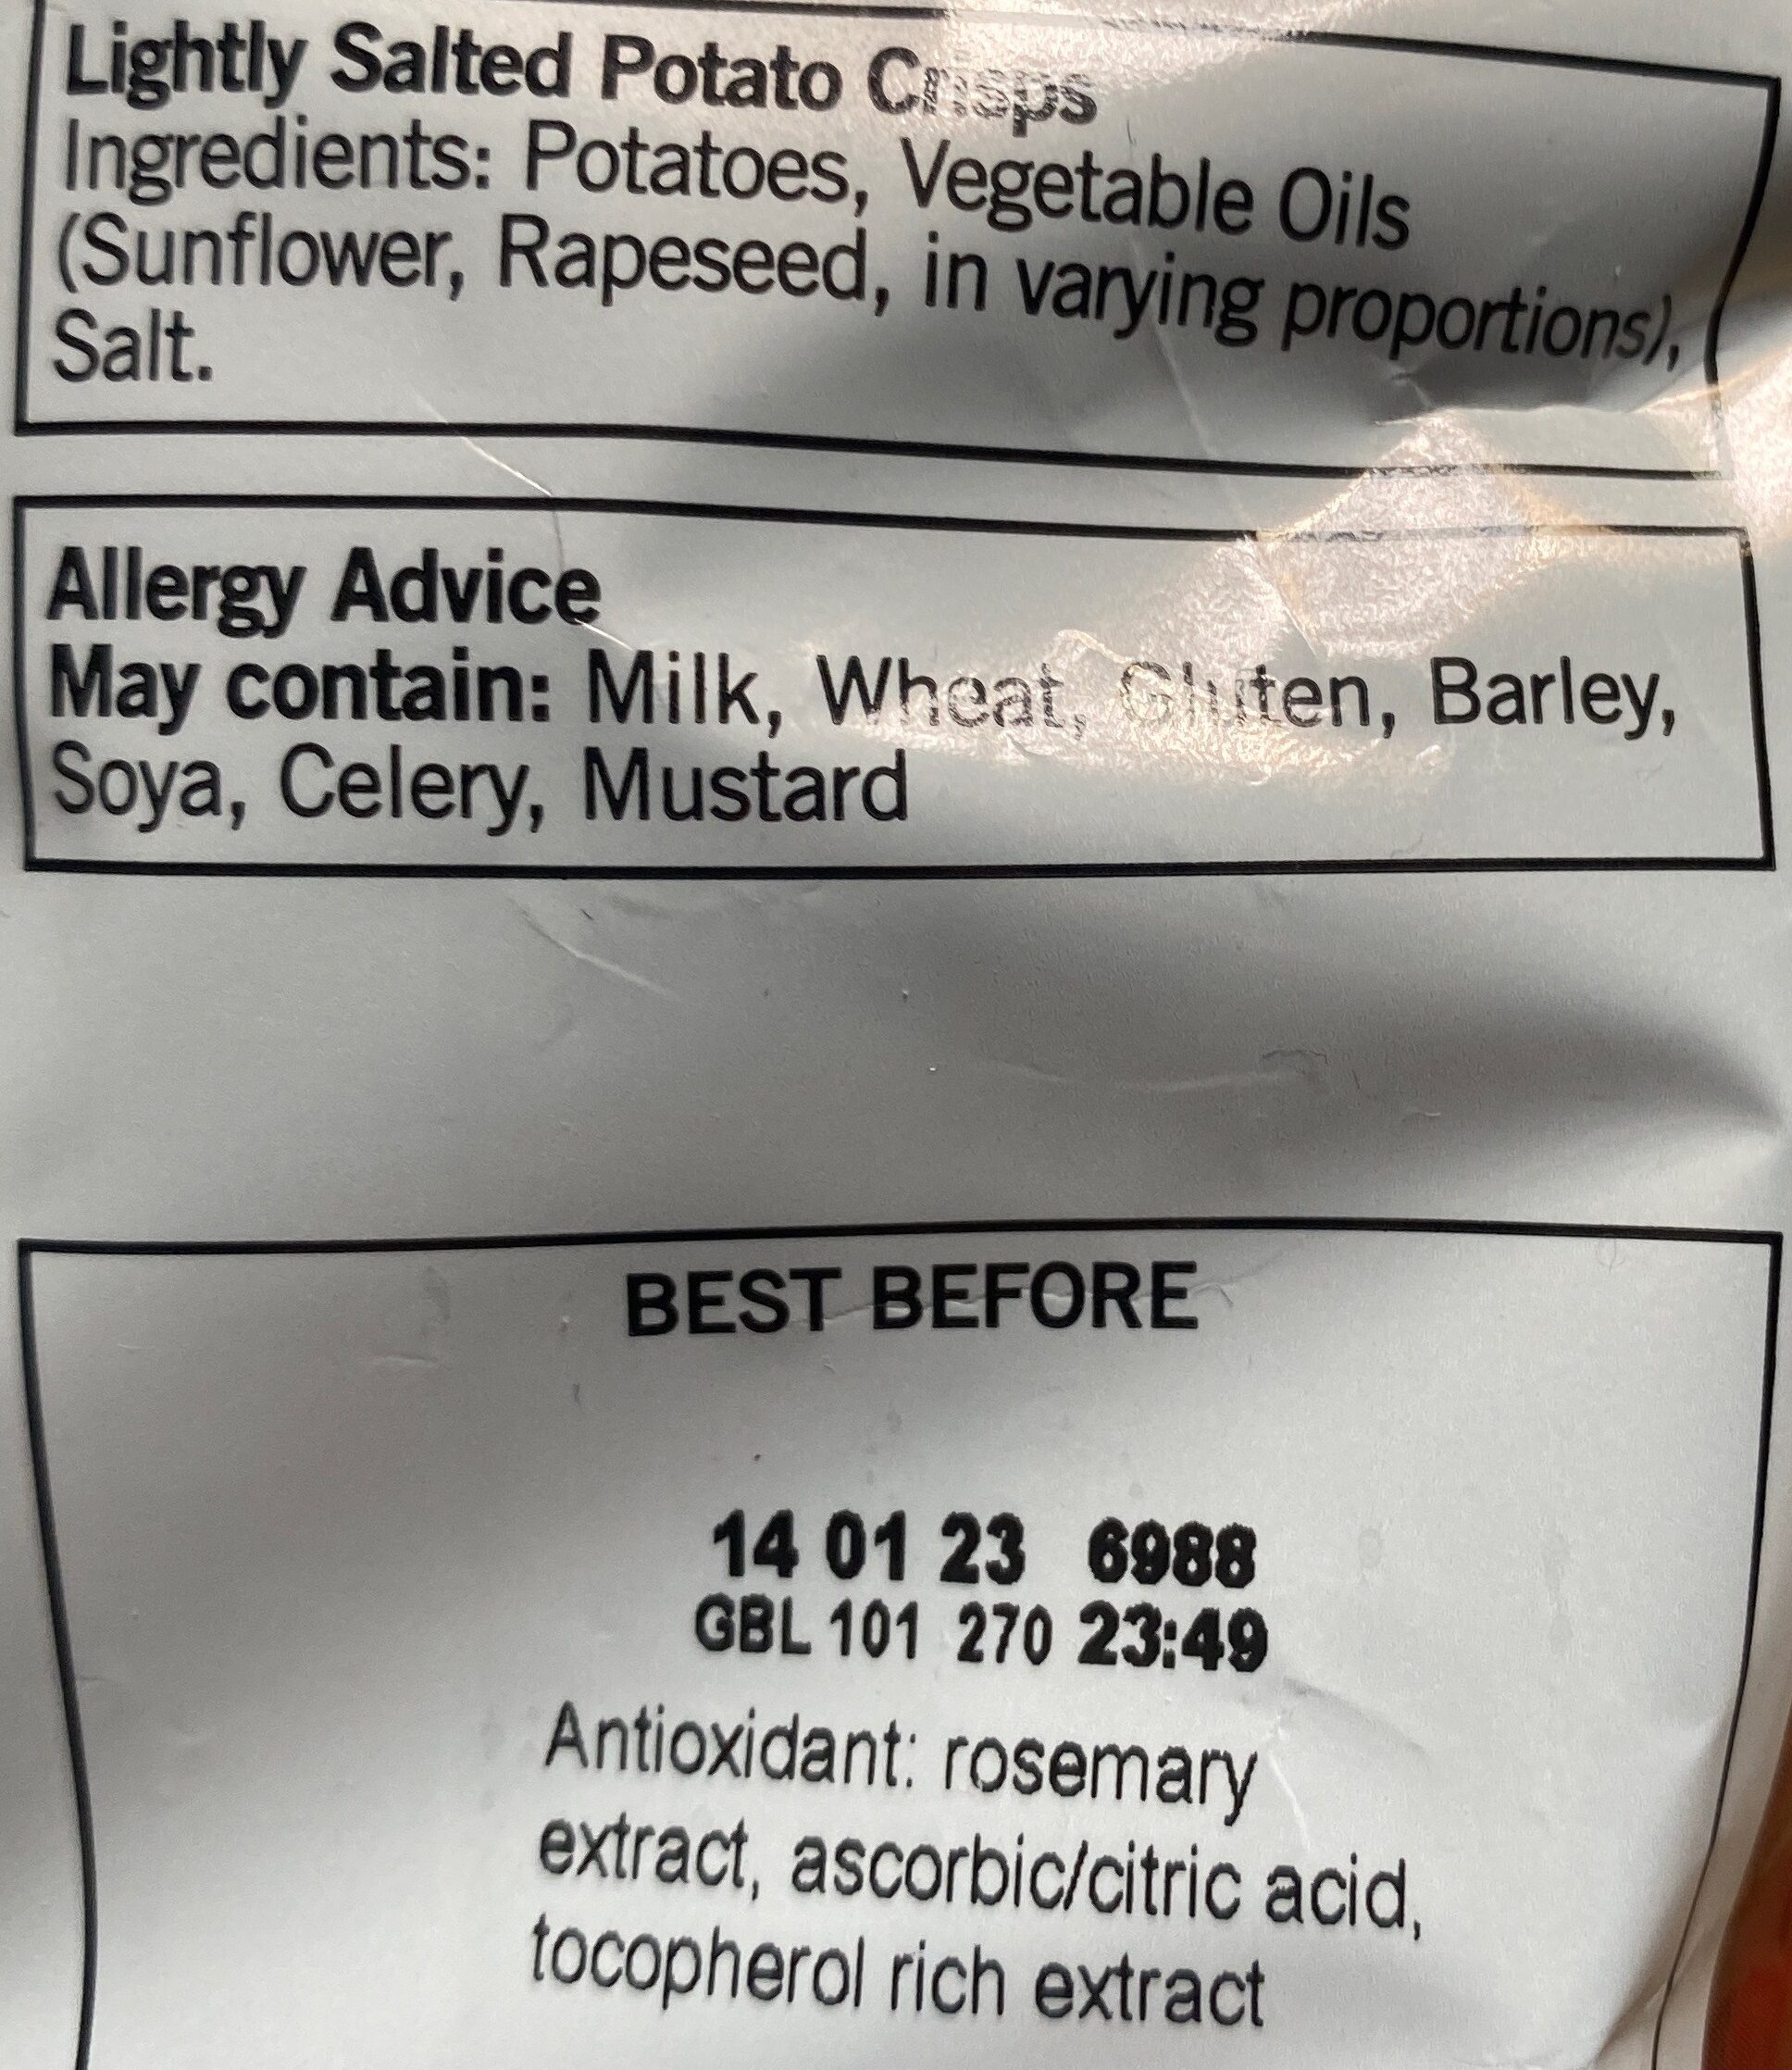 Lightly Salted Potato Crisps
Ingredients: Potatoes, Vegetable Oils
(Sunflower, Rapeseed, in varying proportions),
Salt.
Allergy Advice
May contain: Milk, Wheat, Gluten, Barley,
Soya, Celery, Mustard
BEST BEFORE
14 01 23 6988
GBL 101 270 23:49
Antioxidant: rosemary
extract, ascorbic/citric acid,
tocopherol rich extract